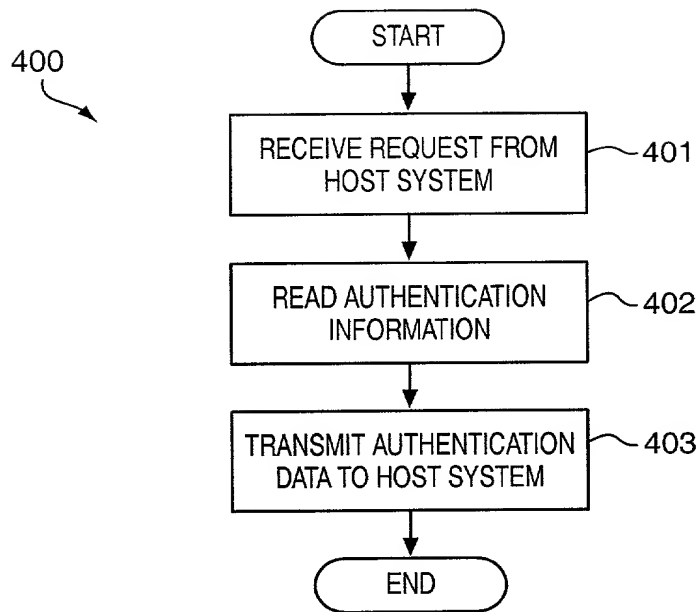 START
400
RECEIVE REQUEST FROM
HOST SYSTEM
401
READ AUTHENTICATION
INFORMATION
402
TRANSMIT AUTHENTICATION
DATA TO HOST SYSTEM
403
END